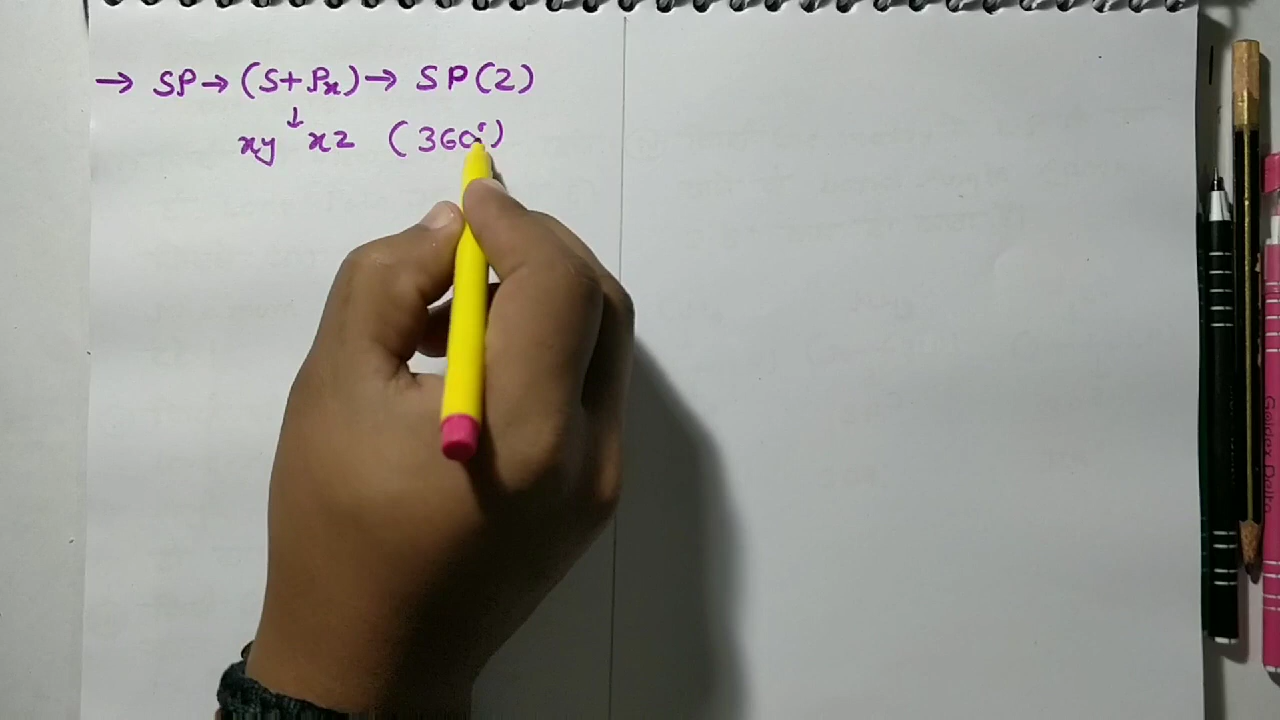 → SP → (S+Px) → SP(2)
↓
xy xz (360°)